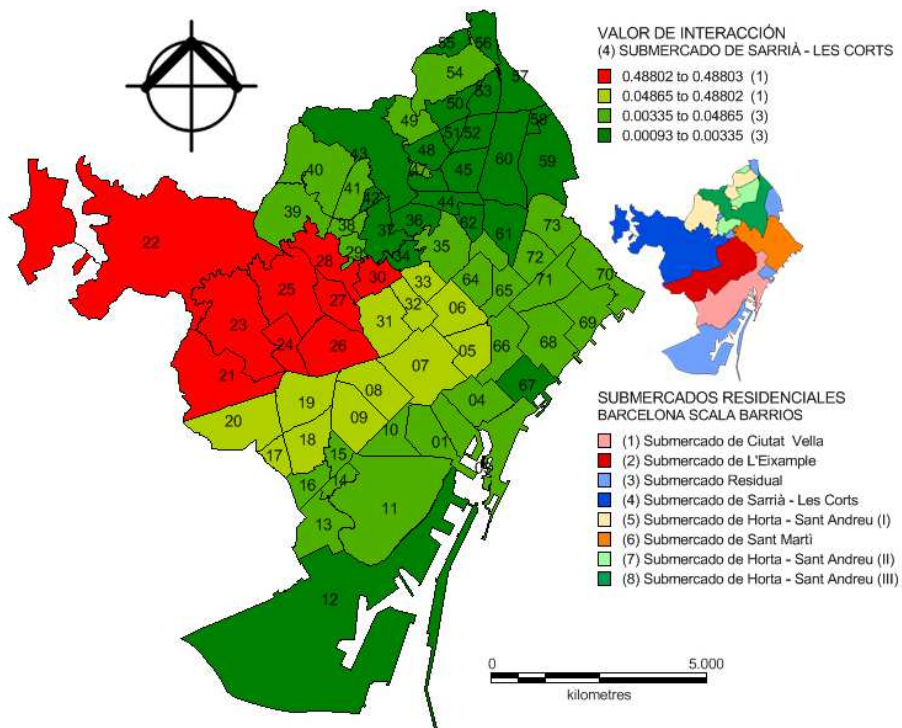 VALOR DE INTERACCIÓN
(4) SUBMERCADO DE SARRIÀ - LES CORTS
0.48802 to 0.48803 (1)
0.04865 to 0.48802 (1)
0.00335 to 0.04865 (3)
0.00093 to 0.00335 (3)
55 56
54 57
53
50 58
49
51 52
43 48 59
40 60
45
41
39 42 44
38 37 36 62 61 73
35
29 34 72
22 28
30 33 64 71 70
25 65
27 32 06
23 31 69
24 26 66 68
05
21 07 67
08 04
19
20 09
18 10 01
17 15
16 14
11
13
12
SUBMERCADOS RESIDENCIALES
BARCELONA SCALA BARRIOS
(1) Submercado de Ciutat Vella
(2) Submercado de L'Eixample
(3) Submercado Residual
(4) Submercado de Sarrià - Les Corts
(5) Submercado de Horta - Sant Andreu (I)
(6) Submercado de Sant Martì
(7) Submercado de Horta - Sant Andreu (II)
(8) Submercado de Horta - Sant Andreu (III)
0 5.000
kilometres